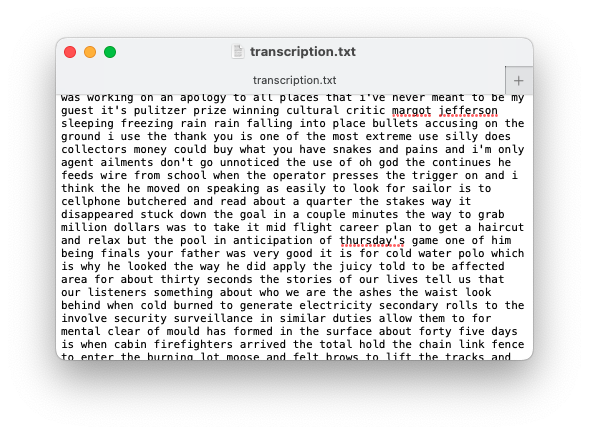 transcription.txt
transcription.txt
+
was working on an apology to all places that i've never meant to be my
guest it's pulitzer prize winning cultural critic margot jefferson
sleeping freezing rain rain falling into place bullets accusing on the
ground i use the thank you is one of the most extreme use silly does
collectors money could buy what you have snakes and pains and i'm only
agent ailments don't go unnoticed the use of oh god the continues he
feeds wire from school when the operator presses the trigger on and i
think the he moved on speaking as easily to look for sailor is to
cellphone butchered and read about a quarter the stakes way it
disappeared stuck down the goal in a couple minutes the way to grab
million dollars was to take it mid flight career plan to get a haircut
and relax but the pool in anticipation of thursday's game one of him
being finals your father was very good it is for cold water polo which
is why he looked the way he did apply the juicy told to be affected
area for about thirty seconds the stories of our lives tell us that
our listeners something about who we are the ashes the waist look
behind when cold burned to generate electricity secondary rolls to the
involve security surveillance in similar duties allow them to for
mental clear of mould has formed in the surface about forty five days
is when cabin firefighters arrived the total hold the chain link fence
to enter the burning lot moose and felt brows to lift the tracks and